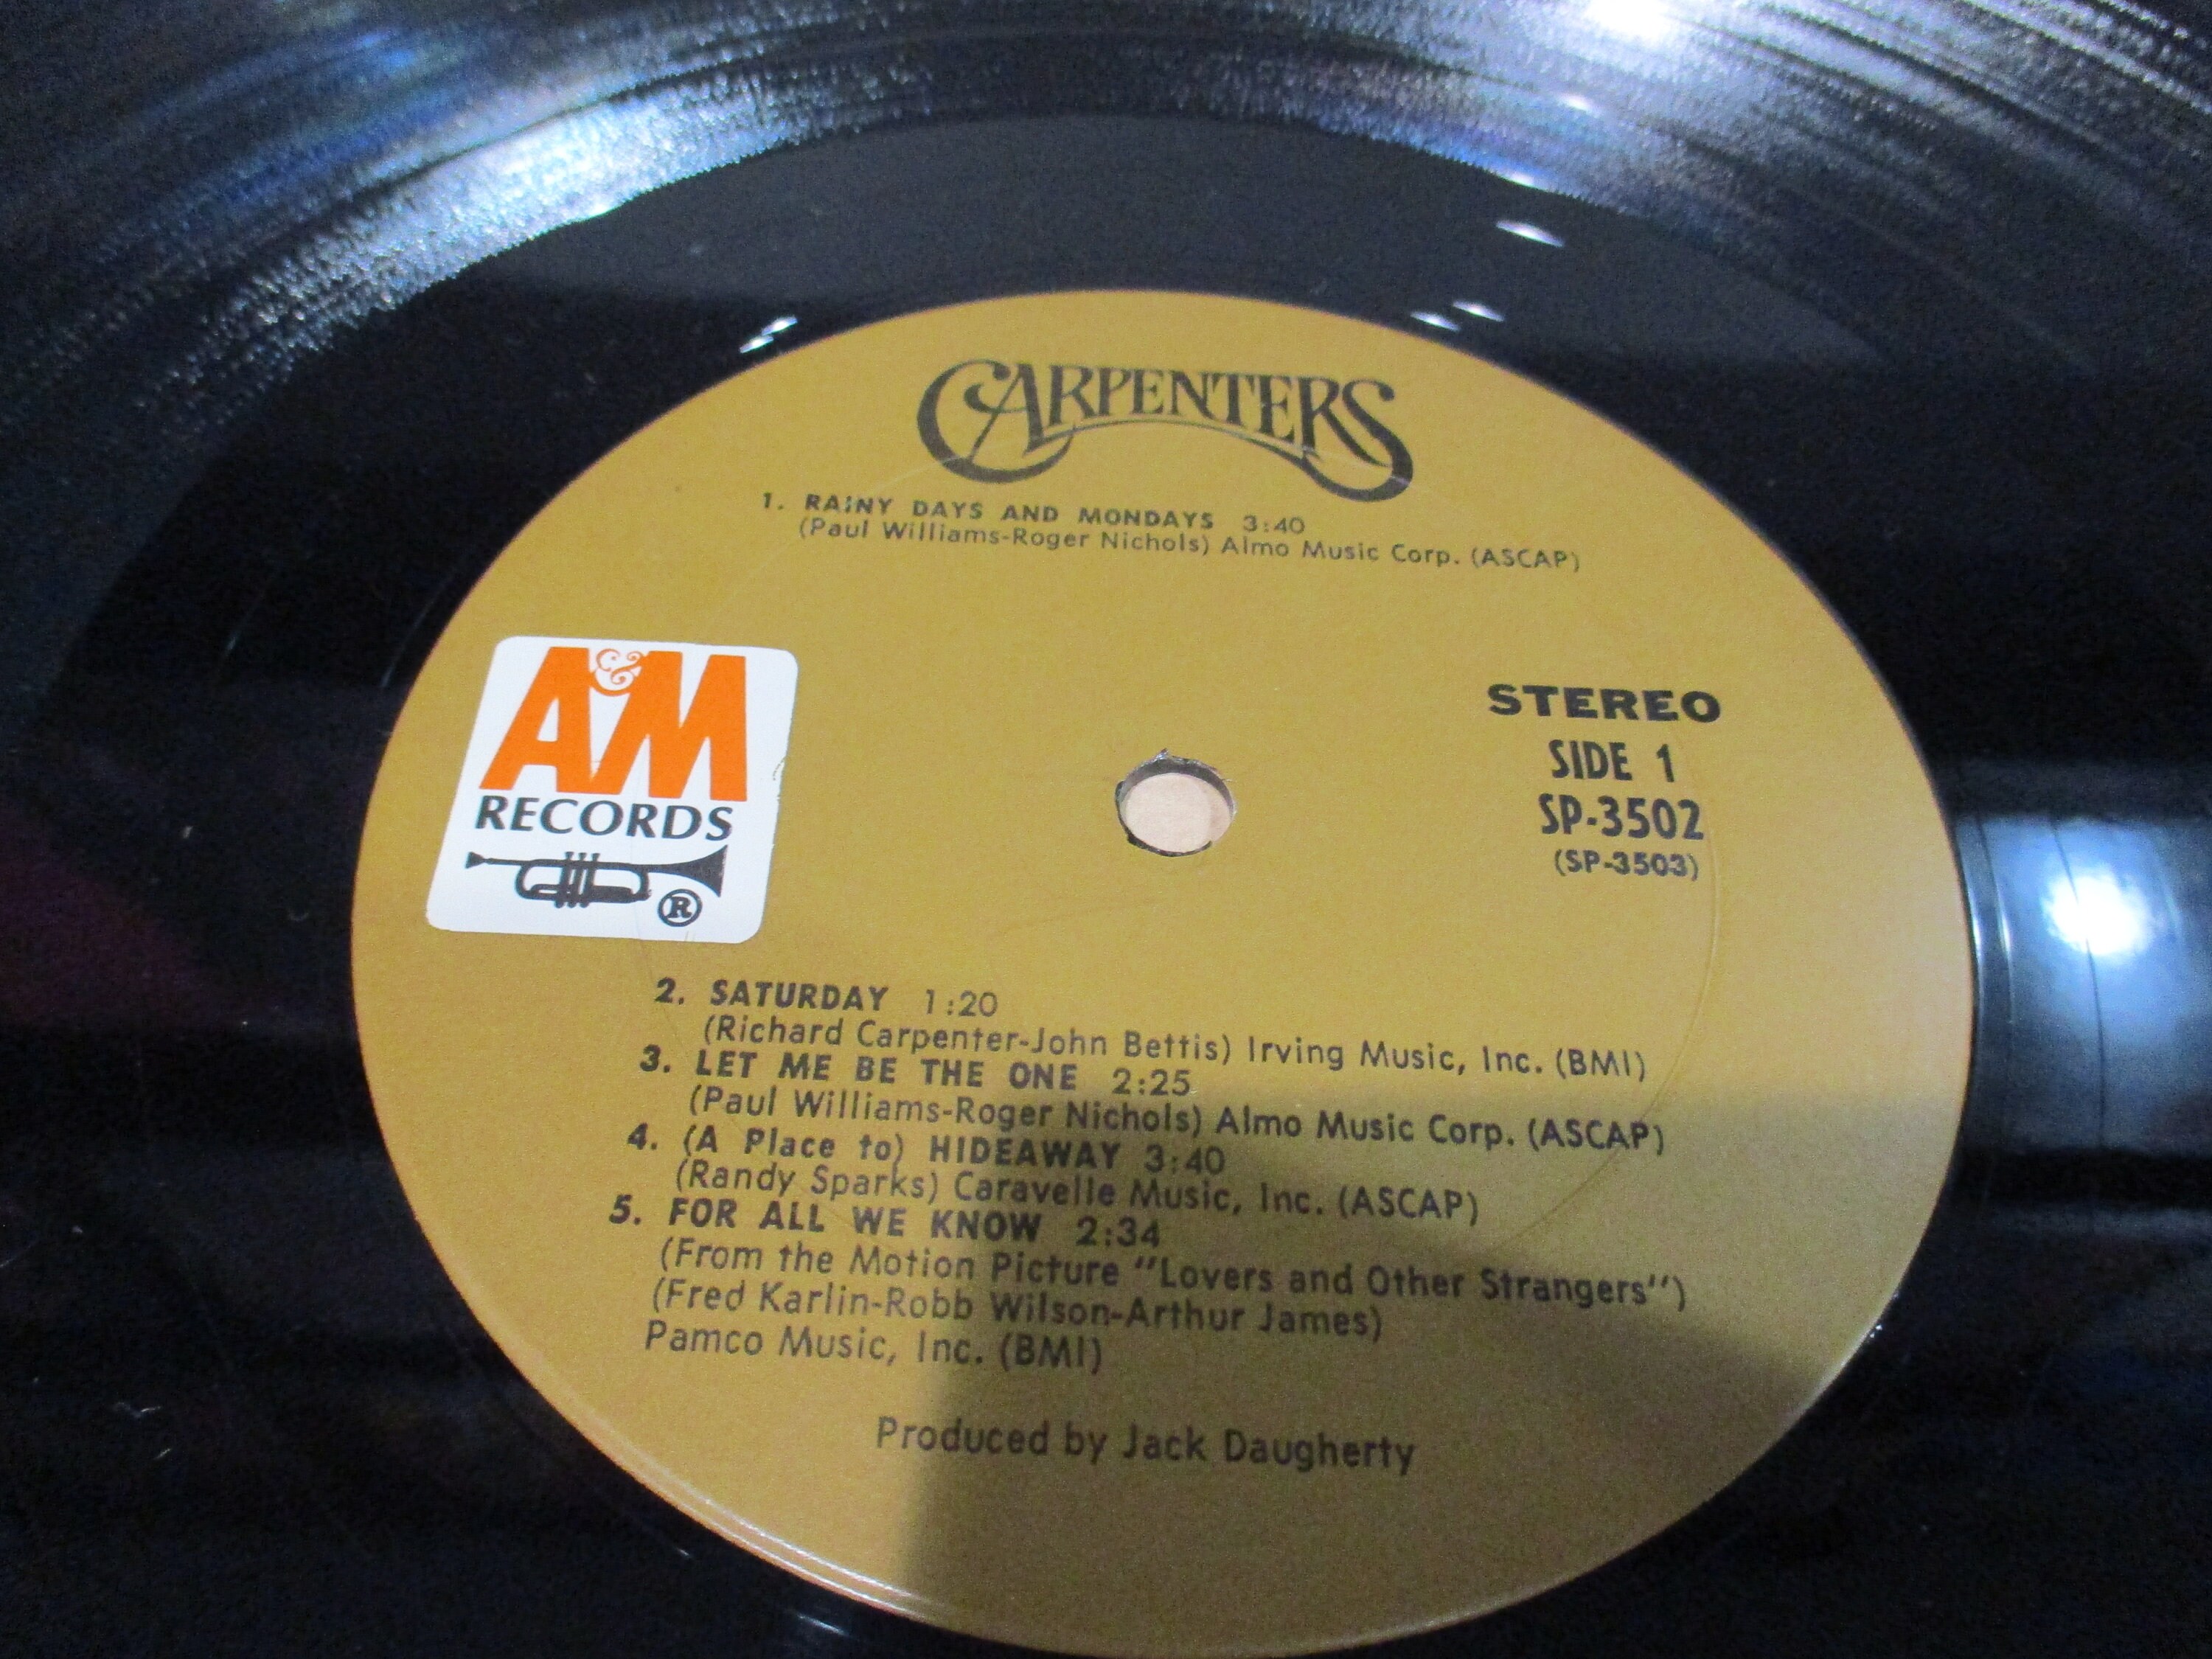 CARPENTERS
1. RAINY DAYS AND MONDAYS 3:40
(Paul Williams-Roger Nichols) Almo Music Corp. (ASCAP)
A&M
RECORDS
®
STEREO
SIDE 1
SP-3502
(SP-3503)
2. SATURDAY 1:20
(Richard Carpenter-John Bettis) Irving Music, Inc. (BMI)
3. LET ME BE THE ONE 2:25
(Paul Williams-Roger Nichols) Almo Music Corp. (ASCAP)
4. (A Place to) HIDEAWAY 3:40
(Randy Sparks) Caravelle Music, Inc. (ASCAP)
5. FOR ALL WE KNOW 2:34
(From the Motion Picture "Lovers and Other Strangers")
(Fred Karlin-Robb Wilson-Arthur James)
Pamco Music, Inc. (BMI)
Produced by Jack Daugherty